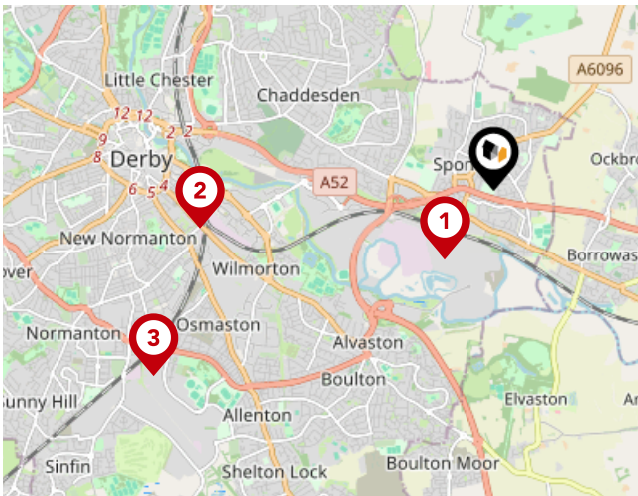 A6096
Little Chester
Chaddesden
12 12
2 2
9
8
Derby
Spon
Ockbro
A52
6 5 4
2
1
New Normanton
Borrowas
Wilmorton
over
Osmaston
3
Normanton
Alvaston
Boulton
Sunny Hill
Elvaston
Ar
Allenton
Sinfin
Shelton Lock
Boulton Moor